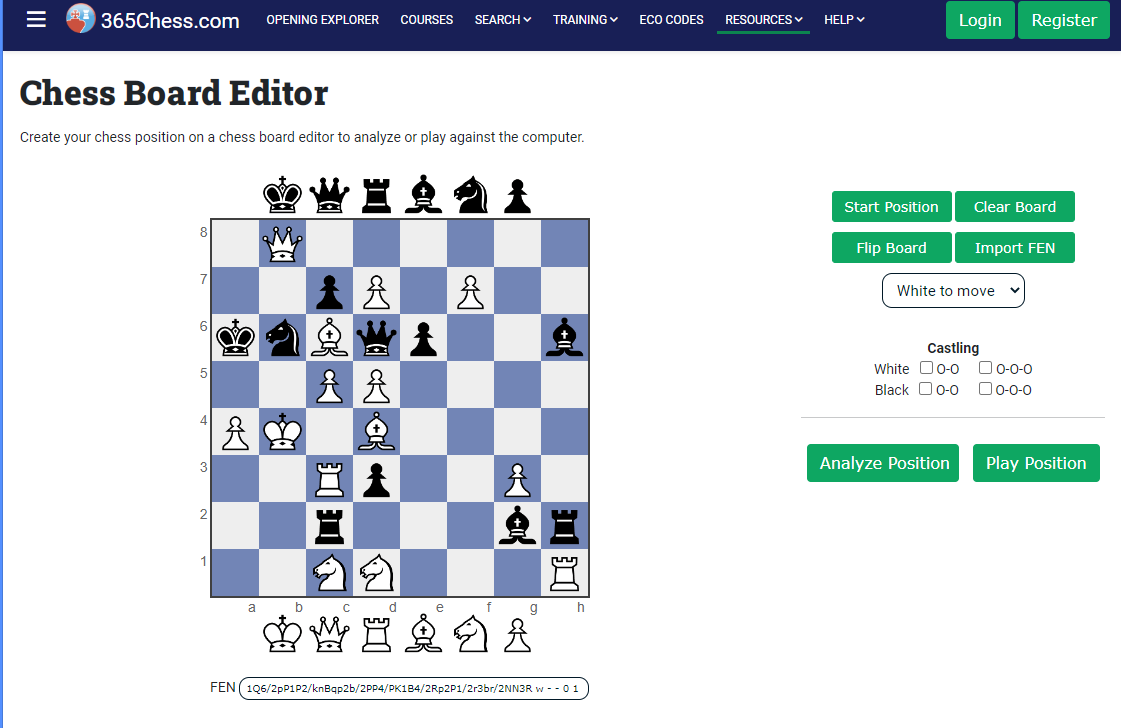 365Chess.com OPENING EXPLORER COURSES SEARCH TRAINING ECO CODES RESOURCES HELP Login Register
Chess Board Editor
Create your chess position on a chess board editor to analyze or play against the computer.
Start Position Clear Board
Flip Board Import FEN
White to move
Castling
White O-O O-O-O
Black O-O O-O-O
Analyze Position Play Position
8
7
6
5
4
3
2
1
a b c d e f g h
FEN 1Q6/2pP1P2/knBqp2b/2PP4/PK1B4/2Rp2P1/2r3br/2NN3R w - - 0 1